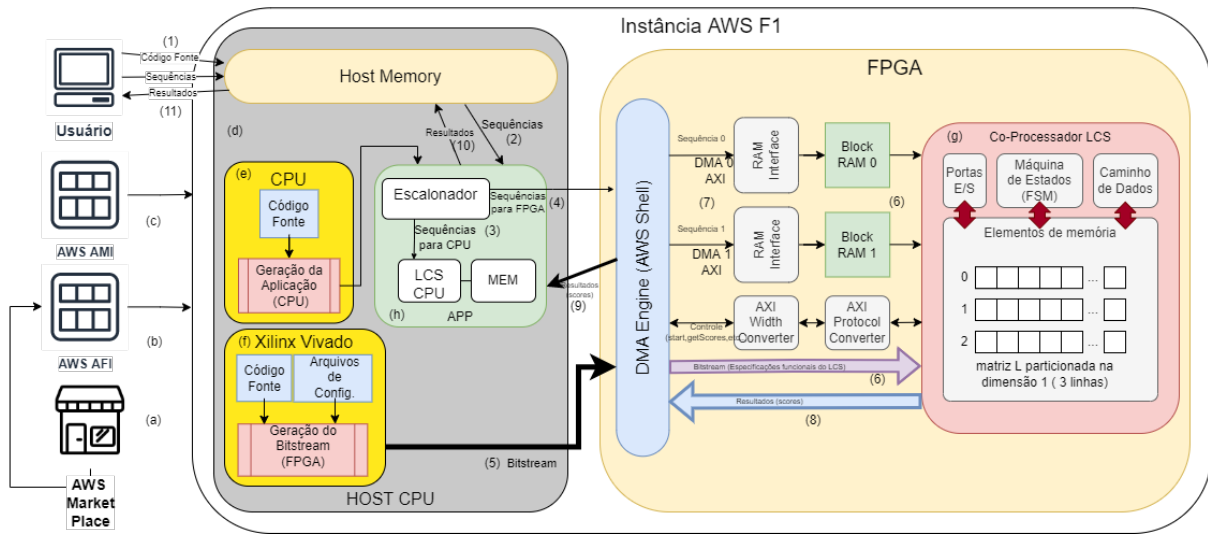 Instância AWS F1
(1)
Código Fonte
Sequências
Resultados
(11)
Usuário
AWS AMI
(c)
AWS AFI
(b)
(a)
AWS
Market
Place
Host Memory
(d)
Resultados
(10)
Sequências
(2)
(e)
CPU
Código
Fonte
Geração da
Aplicação
(CPU)
Escalonador
Sequências
para FPGA
(4)
(3)
Sequências
para CPU
LCS
CPU
MEM
(h)
APP
(scores)
(9)
(f)
Xilinx Vivado
Código
Fonte
Arquivos
de
Config.
Geração do
Bitstream
(FPGA)
(5) Bitstream
HOST CPU
FPGA
DMA Engine (AWS Shell)
Sequência 0
DMA 0
AXI
(7)
RAM
Interface
Block
RAM 0
(6)
Sequência 1
DMA 1
AXI
RAM
Interface
Block
RAM 1
Controle
(start,getScores,etc
AXI
Width
Converter
AXI
Protocol
Converter
Bitstream (Especificações funcionais do LCS)
(6)
Resultados (scores)
(8)
(g)
Co-Processador LCS
Portas
E/S
Máquina
de Estados
(FSM)
Caminho
de Dados
Elementos de memória
0
...
1
...
2
...
matriz L particionada na
dimensão 1 ( 3 linhas)